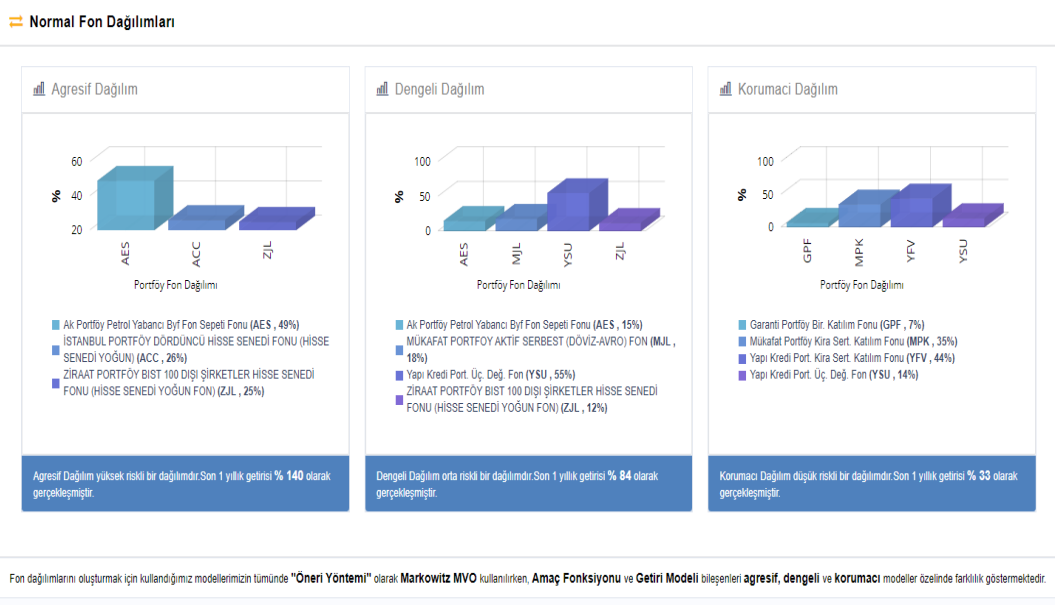 Normal Fon Dağılımları
Agresif Dağılım
60
40
20
%
AES
ACC
ZJL
Portföy Fon Dağılımı
Ak Portföy Petrol Yabancı Byf Fon Sepeti Fonu (AES , 49%)
İSTANBUL PORTFÖY DÖRDÜNCÜ HİSSE SENEDİ FONU (HİSSE
SENEDİ YOĞUN) (ACC , 26%)
ZİRAAT PORTFÖY BIST 100 DIŞI ŞİRKETLER HİSSE SENEDİ
FONU (HİSSE SENEDİ YOĞUN FON) (ZJL , 25%)
Agresif Dağılım yüksek riskli bir dağılımdır.Son 1 yıllık getirisi % 140 olarak
gerçekleşmiştir.
Dengeli Dağılım
100
50
0
%
AES
MJL
YSU
ZJL
Portföy Fon Dağılımı
Ak Portföy Petrol Yabancı Byf Fon Sepeti Fonu (AES , 15%)
MÜKAFAT PORTFOY AKTİF SERBEST (DÖVİZ-AVRO) FON (MJL ,
18%)
Yapı Kredi Port. Üç. Değ. Fon (YSU , 55%)
ZİRAAT PORTFÖY BIST 100 DIŞI ŞİRKETLER HİSSE SENEDİ
FONU (HİSSE SENEDİ YOĞUN FON) (ZJL , 12%)
Dengeli Dağılım orta riskli bir dağılımdır.Son 1 yıllık getirisi % 84 olarak
gerçekleşmiştir.
Korumaci Dağılım
100
50
0
%
GPF
MPK
YFV
YSU
Portföy Fon Dağılımı
Garanti Portföy Bir. Katılım Fonu (GPF , 7%)
Mükafat Portföy Kira Sert. Katılım Fonu (MPK , 35%)
Yapı Kredi Port. Kira Sert. Katılım Fonu (YFV , 44%)
Yapı Kredi Port. Üç. Değ. Fon (YSU , 14%)
Korumacı Dağılım düşük riskli bir dağılımdır.Son 1 yıllık getirisi % 33 olarak
gerçekleşmiştir.
Fon dağılımlarını oluşturmak için kullandığımız modellerimizin tümünde "Öneri Yöntemi" olarak Markowitz MVO kullanılırken, Amaç Fonksiyonu ve Getiri Modeli bileşenleri agresif, dengeli ve korumacı modeller özelinde farklılık göstermektedir.